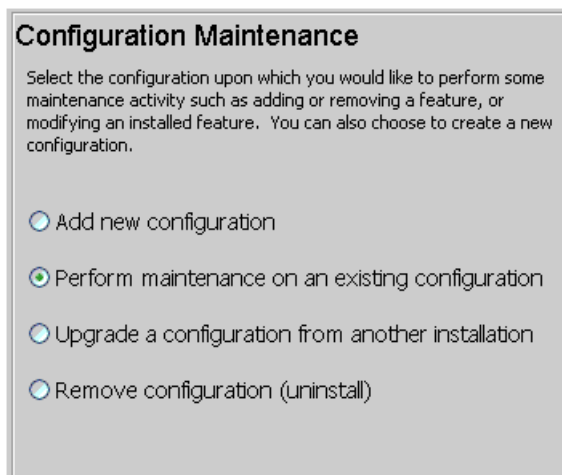 Configuration Maintenance
Select the configuration upon which you would like to perform some
maintenance activity such as adding or removing a feature, or
modifying an installed feature.  You can also choose to create a new
configuration.
Add new configuration
Perform maintenance on an existing configuration
Upgrade a configuration from another installation
Remove configuration (uninstall)